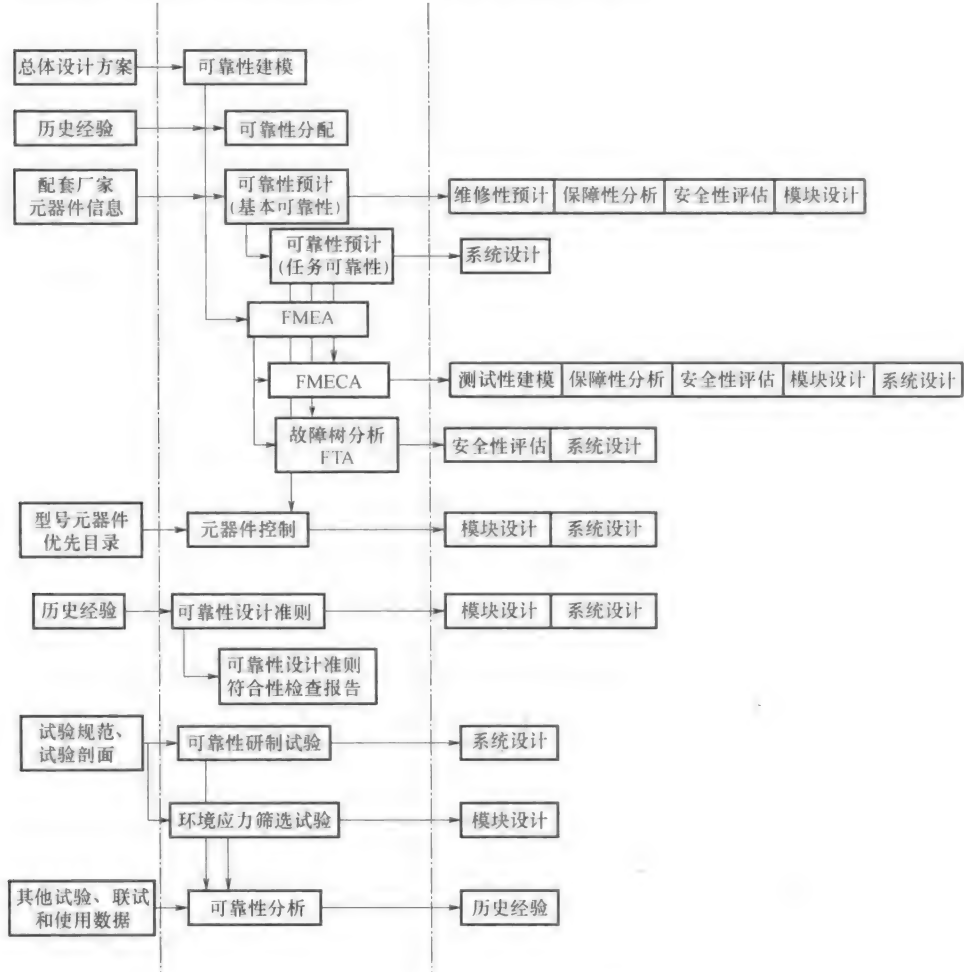 总体设计方案
可靠性建模
历史经验
可靠性分配
配套厂家
元器件信息
可靠性预计
(基本可靠性)
维修性预计 保障性分析 安全性评估 模块设计
可靠性预计
(任务可靠性)
系统设计
FMEA
FMECA
测试性建模 保障性分析 安全性评估 模块设计 系统设计
故障树分析
FTA
安全性评估 系统设计
型号元器件
优先目录
元器件控制
模块设计 系统设计
历史经验
可靠性设计准则
模块设计 系统设计
可靠性设计准则
符合性检查报告
试验规范、
试验剖面
可靠性研制试验
系统设计
环境应力筛选试验
模块设计
其他试验、联试
和使用数据
可靠性分析
历史经验